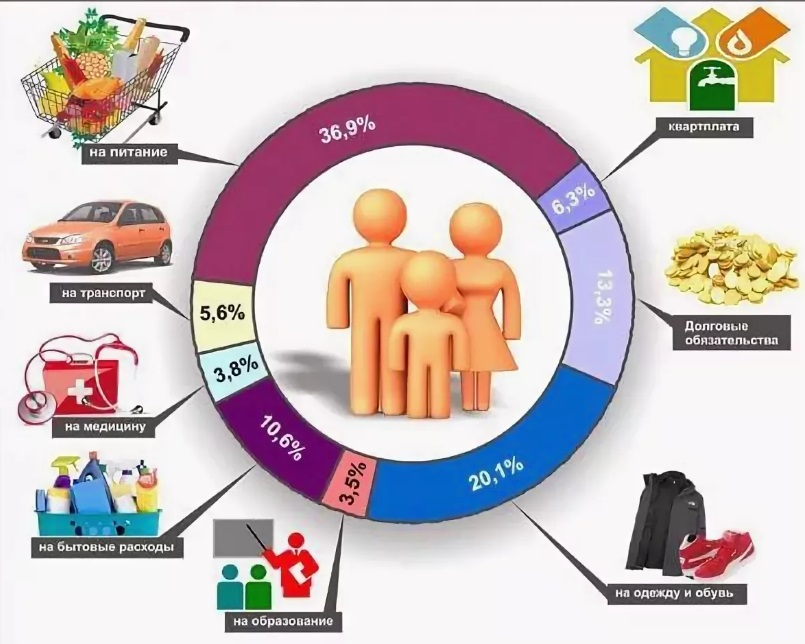 36,9%
квартплата
на питание
6,3%
13,3%
на транспорт
5,6%
Долговые
обязательства
3,8%
на медицину
10,6%
20,1%
3,5%
на бытовые расходы
на одежду и обувь
на образование